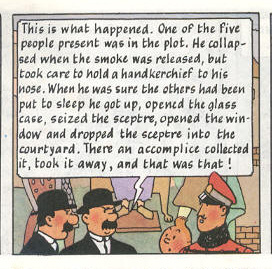 This is what happened. One of the five
people present was in the plot. He collap-
sed when the smoke was released, but
took care to hold a handkerchief to his
nose. When he was sure the others had been
put to sleep he got up, opened the glass
case, seized the sceptre, opened the win-
dow and dropped the sceptre into the
courtyard. There an accomplice collected
it, took it away, and that was that!